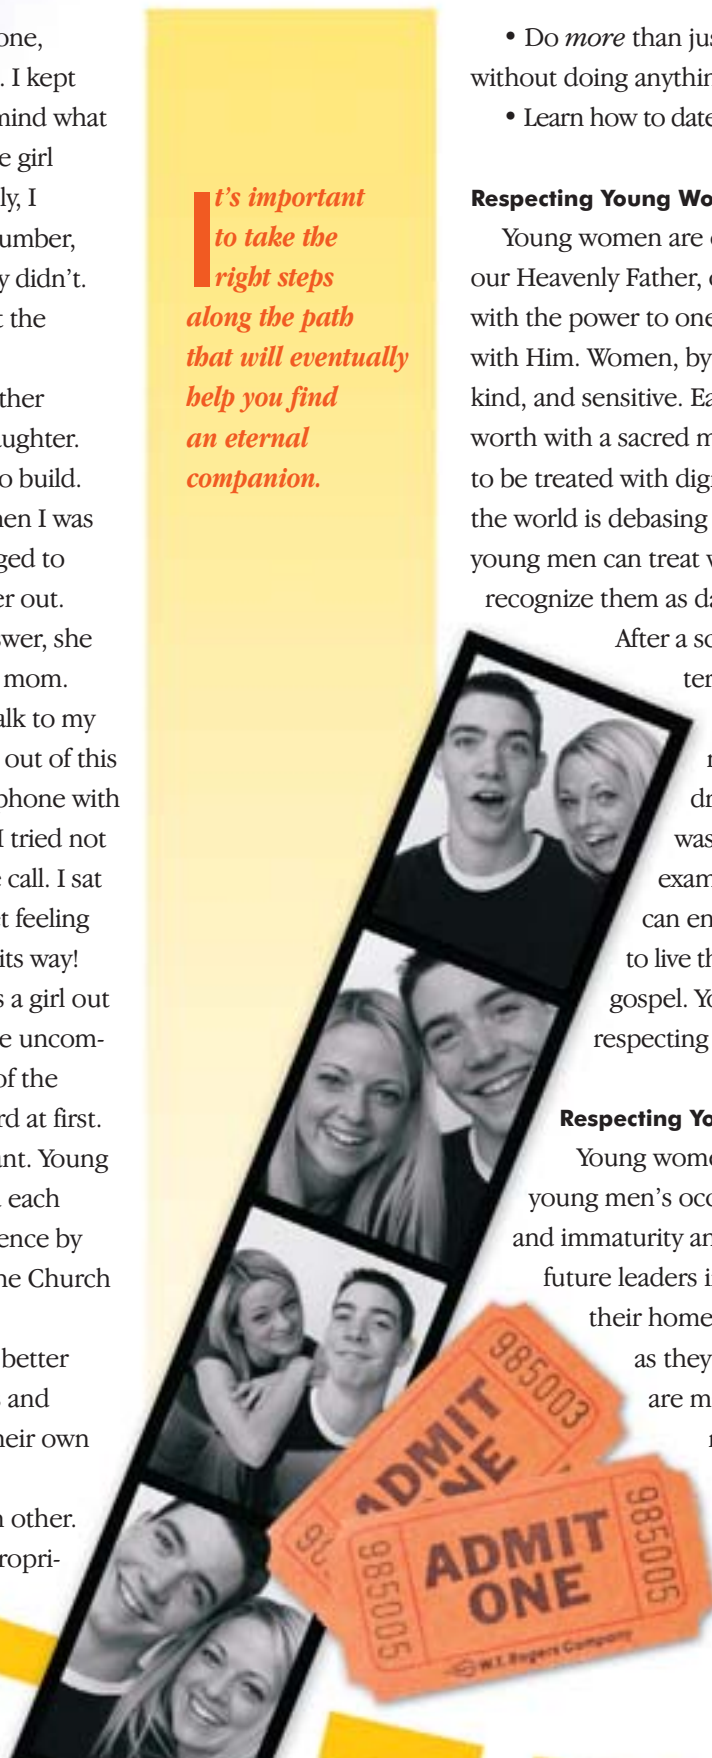 one,
. I kept
mind what
e girl
ly, I
umber,
y didn't.
t the
ther
aughter.
o build.
hen I was
ged to
er out.
swer, she
mom.
alk to my
out of this
phone with
I tried not
e call. I sat
t feeling
its way!
s a girl out
e uncom-
of the
rd at first.
ant. Young
each
ence by
he Church
better
and
heir own
n other.
ropri-
It's important
to take the
right steps
along the path
that will eventually
help you find
an eternal
companion.
• Do more than jus
without doing anythin
• Learn how to date
Respecting Young Wo
Young women are
our Heavenly Father,
with the power to one
with Him. Women, by
kind, and sensitive. Ea
worth with a sacred m
to be treated with dig
the world is debasing
young men can treat
recognize them as da
After a so
ter
r
dr
was
exam
can en
to live th
gospel. Yo
respecting
Respecting Yo
Young wome
young men's occ
and immaturity an
future leaders i
their home
as they
are m
985003
ADMIT
ONE
985005
ADMIT
ONE
985005
W.T. Rogers Company